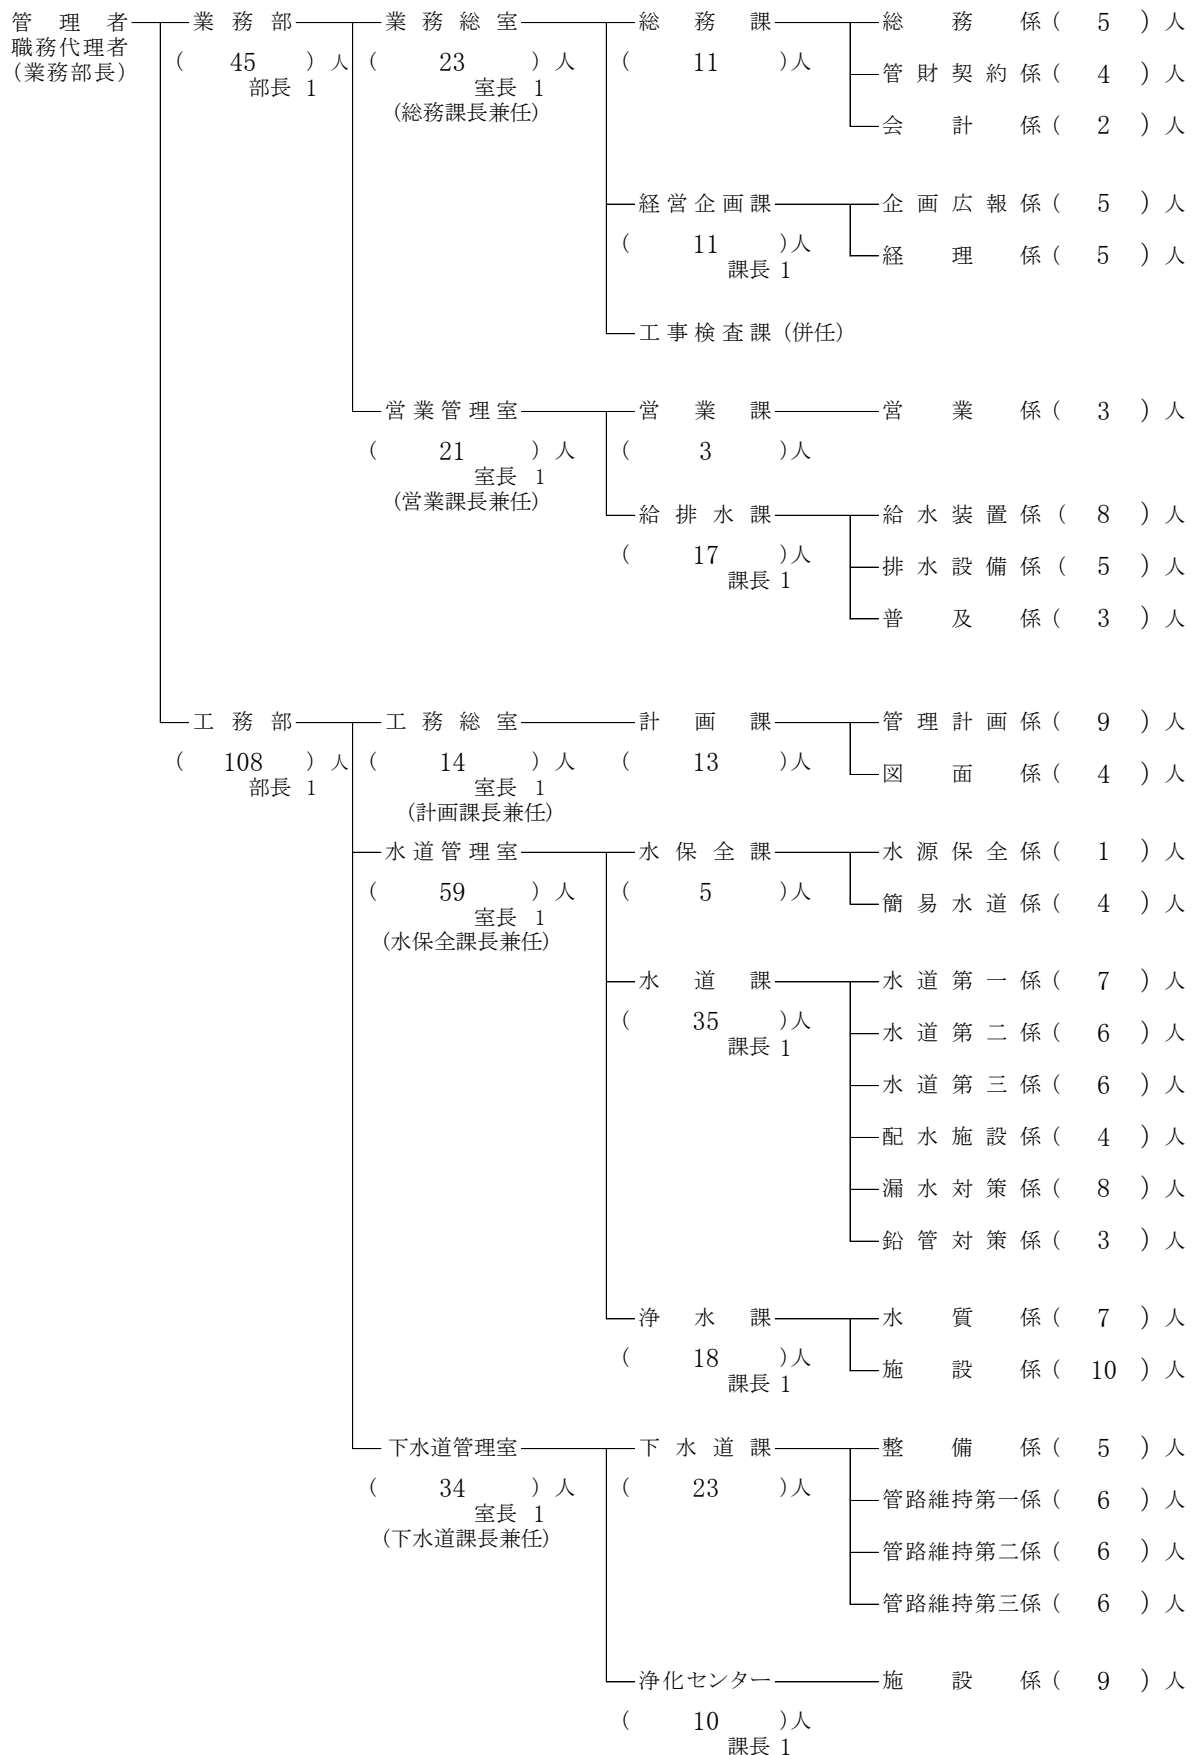 管理者 業務部 業務総室 総務課 総務係( 5 )人
職務代理者
(業務部長) ( 45 )人 ( 23 )人 ( 11 )人 管財契約係( 4 )人
部長 1 室長 1
(総務課長兼任)
会計係( 2 )人
経営企画課 企画広報係( 5 )人
( 11 )人 経理係( 5 )人
課長 1
工事検査課 (併任)
営業管理室 営業課 営業係( 3 )人
( 21 )人 ( 3 )人
室長 1
(営業課長兼任)
給排水課 給水装置係( 8 )人
( 17 )人 排水設備係( 5 )人
課長 1
普及係( 3 )人
工務部 工務総室 計画課 管理計画係( 9 )人
( 108 )人 ( 14 )人 ( 13 )人 図面係( 4 )人
部長 1 室長 1
(計画課長兼任)
水道管理室 水保全課 水源保全係( 1 )人
( 59 )人 ( 5 )人 簡易水道係( 4 )人
室長 1
(水保全課長兼任)
水道課 水道第一係( 7 )人
( 35 )人 水道第二係( 6 )人
課長 1
水道第三係( 6 )人
配水施設係( 4 )人
漏水対策係( 8 )人
鉛管対策係( 3 )人
浄水課 水質係( 7 )人
( 18 )人 施設係( 10 )人
課長 1
下水道管理室 下水道課 整備係( 5 )人
( 34 )人 ( 23 )人 管路維持第一係( 6 )人
室長 1
(下水道課長兼任)
管路維持第二係( 6 )人
管路維持第三係( 6 )人
浄化センター 施設係( 9 )人
( 10 )人
課長 1